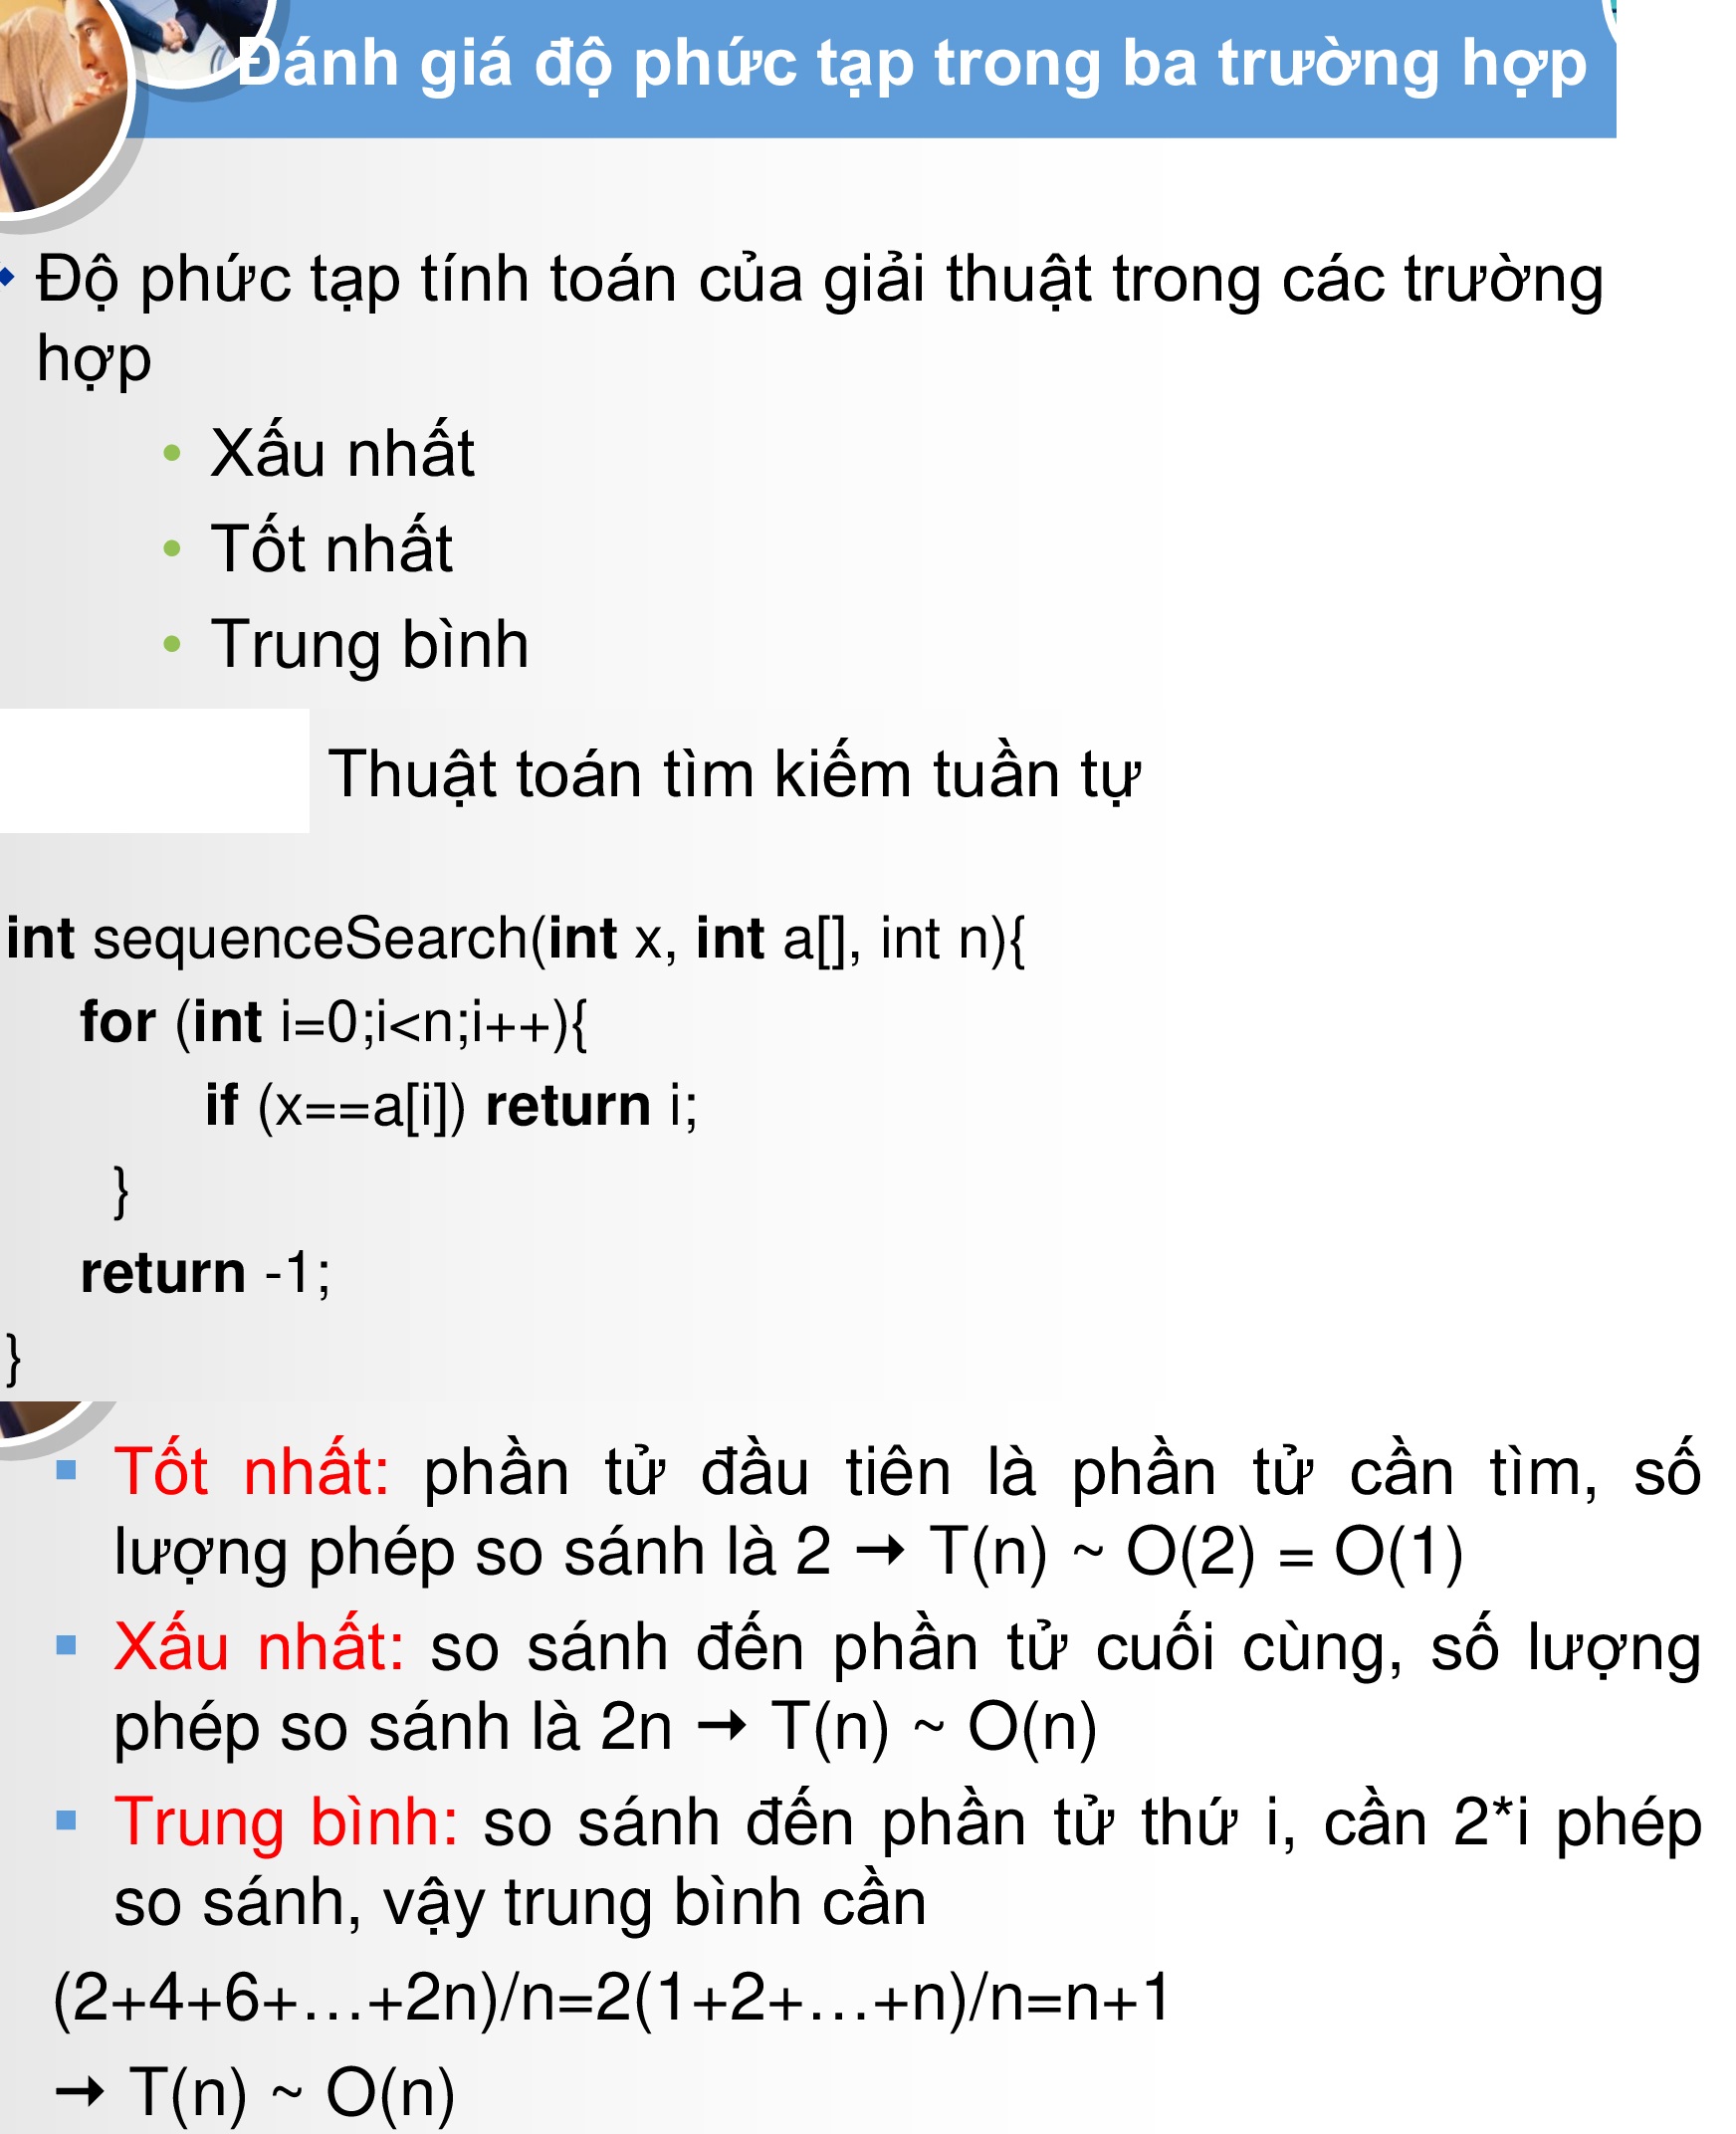 Đánh giá độ phức tạp trong ba trường hợp
Độ phức tạp tính toán của giải thuật trong các trường
hợp
• Xấu nhất
• Tốt nhất
• Trung bình
Thuật toán tìm kiếm tuần tự
int sequenceSearch(int x, int a[], int n){
for (int i=0;i<n;i++){
if (x==a[i]) return i;
}
return -1;
}
Tốt nhất: phần tử đầu tiên là phần tử cần tìm, số
lượng phép so sánh là 2 → T(n) ~ O(2) = O(1)
Xấu nhất: so sánh đến phần tử cuối cùng, số lượng
phép so sánh là 2n → T(n) ~ O(n)
Trung bình: so sánh đến phần tử thứ i, cần 2*i phép
so sánh, vậy trung bình cần
(2+4+6+…+2n)/n=2(1+2+…+n)/n=n+1
→ T(n) ~ O(n)